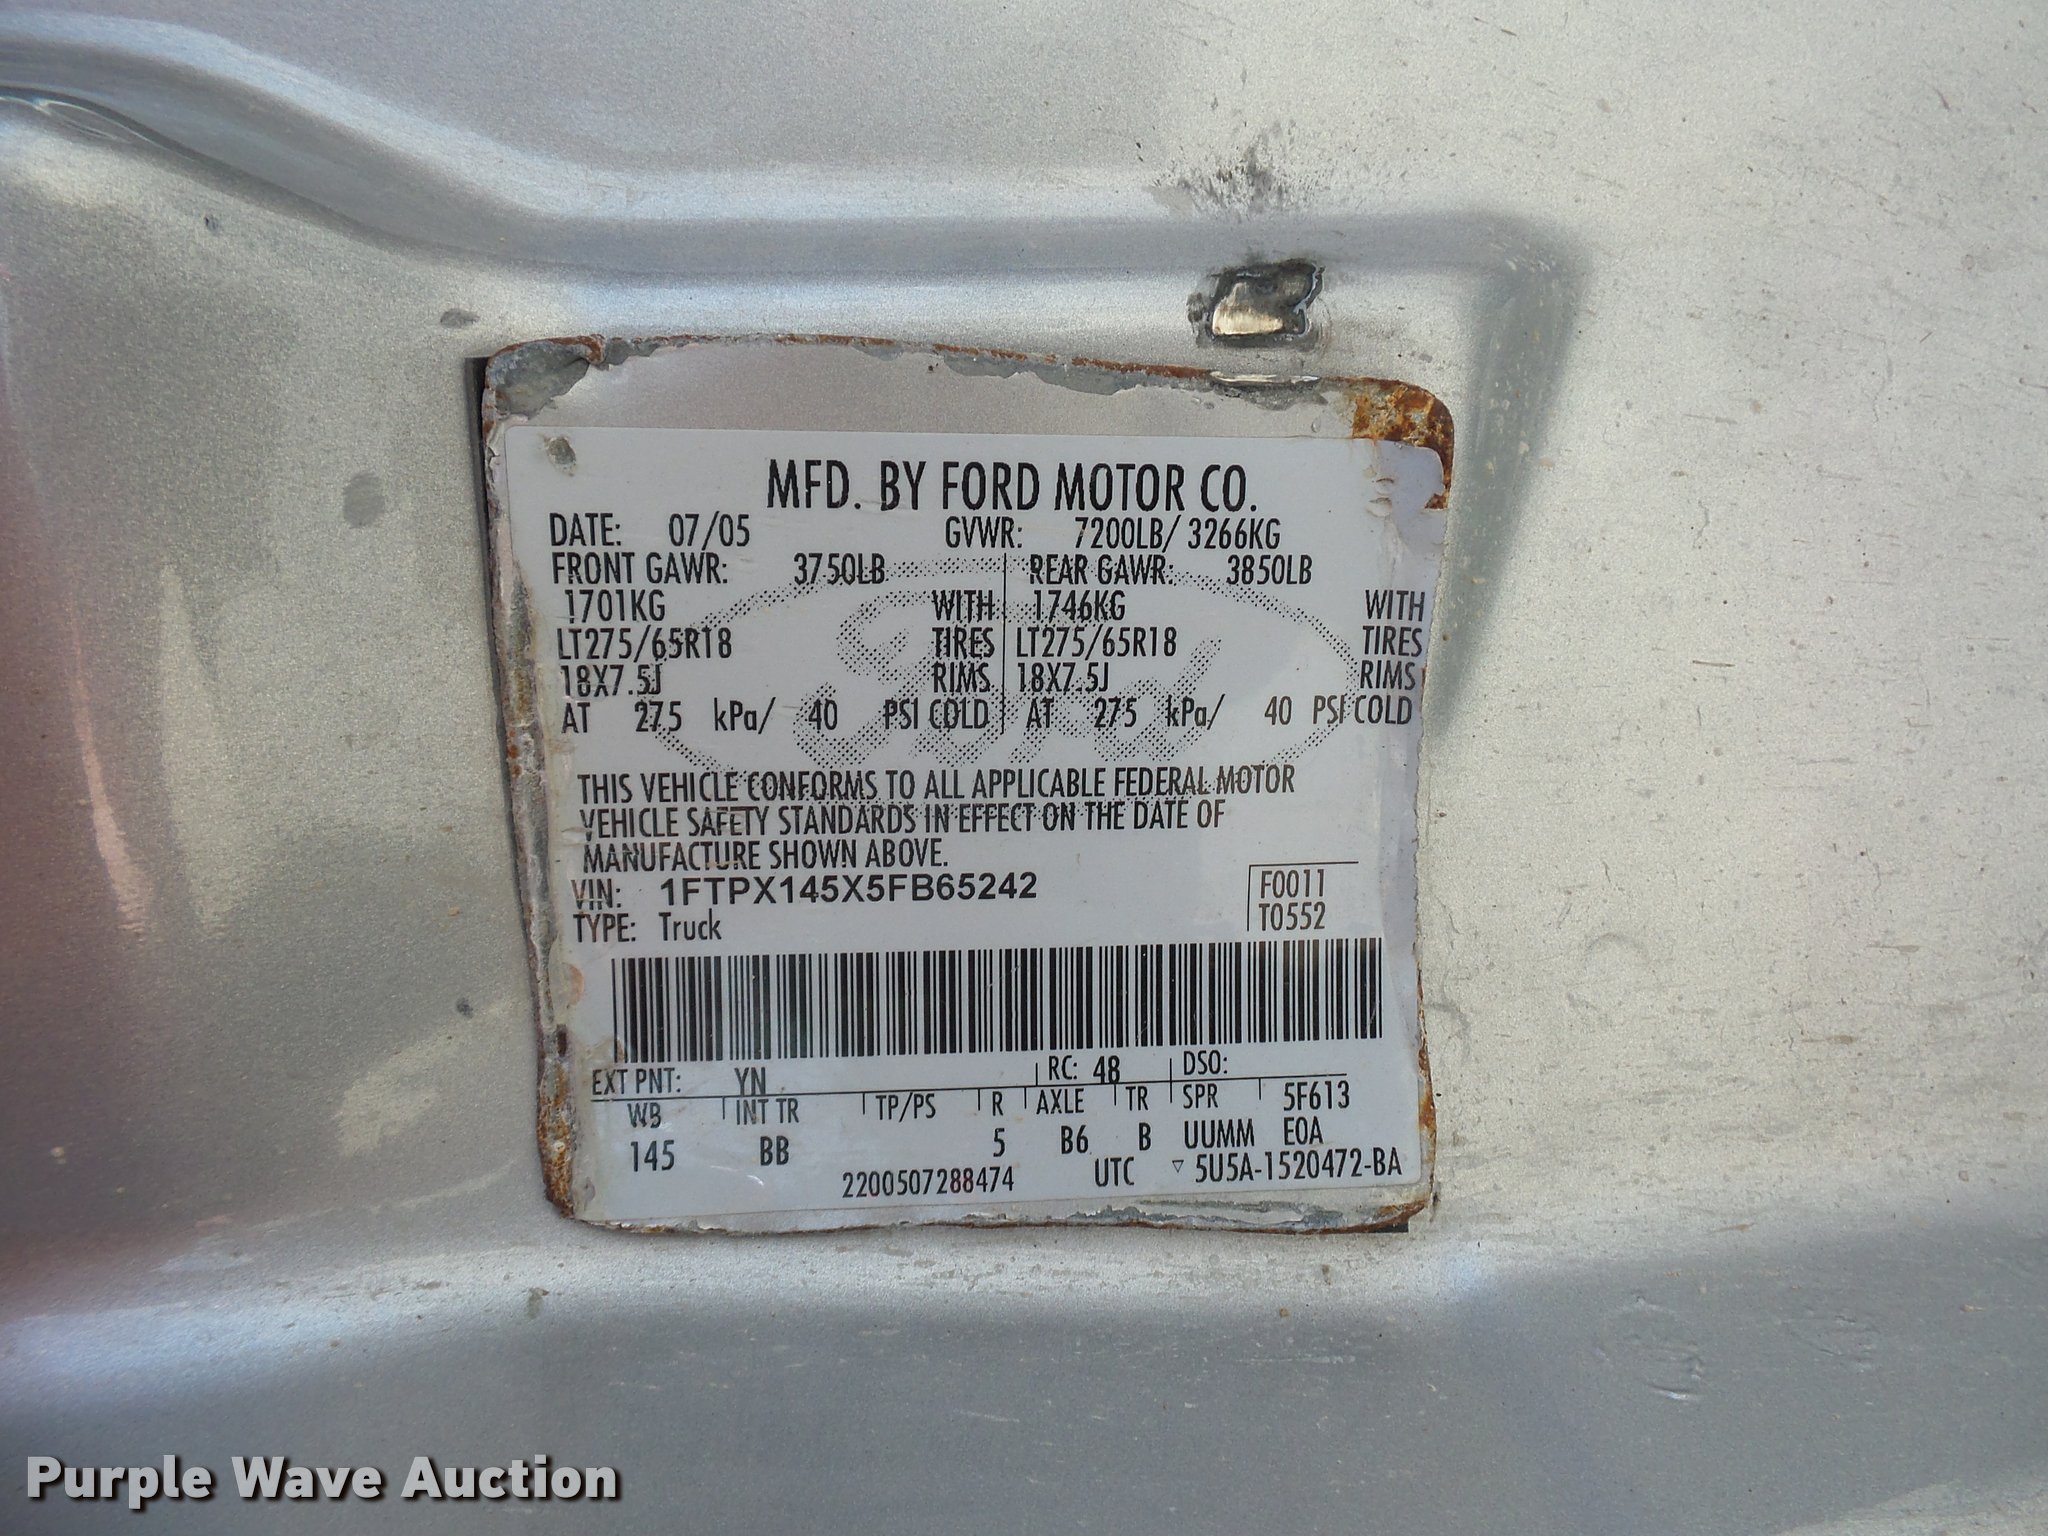 MFD. BY FORD MOTOR CO.
DATE: 07/05 GVWR: 7200LB/ 3266KG
FRONT GAWR: 3750LB REAR GAWR: 3850LB
1701KG WITH 1746KG WITH
LT275/65R18 TIRES LT275/65R18 TIRES
18X7.5J RIMS 18X7.5J RIMS
AT 275 kPa/ 40 PSI COLD AT 275 kPa/ 40 PSI COLD
Ford
THIS VEHICLE CONFORMS TO ALL APPLICABLE FEDERAL MOTOR
VEHICLE SAFETY STANDARDS IN EFFECT ON THE DATE OF
MANUFACTURE SHOWN ABOVE.
VIN: 1FTPX145X5FB65242 F0011
TYPE: Truck T0552
EXT PNT: YN RC: 48 DSO:
WB INT TR TP/PS R AXLE TR SPR 5F613
145 BB 5 B6 B UUMM EOA
2200507288474 UTC ▽ 5U5A-1520472-BA
Purple Wave Auction